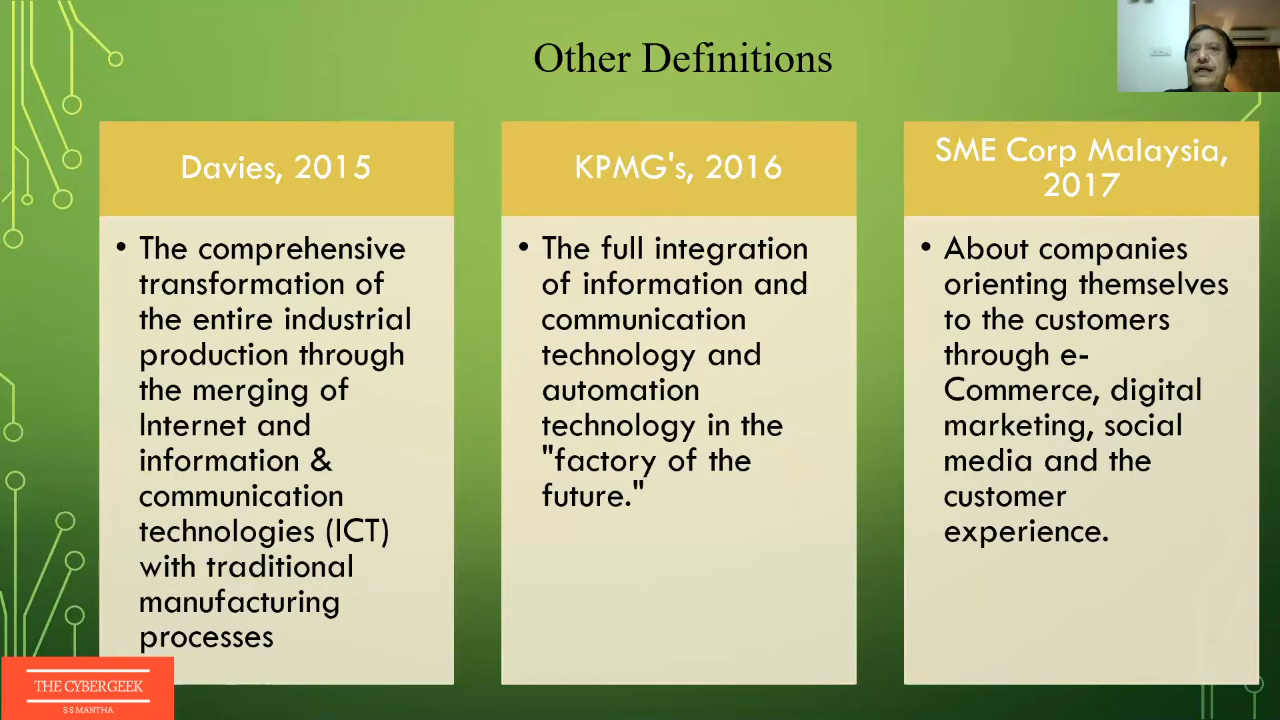 Other Definitions
Davies, 2015
• The comprehensive
transformation of
the entire industrial
production through
the merging of
Internet and
information &
communication
technologies (ICT)
with traditional
manufacturing
processes
KPMG's, 2016
• The full integration
of information and
communication
technology and
automation
technology in the
"factory of the
future."
SME Corp Malaysia,
2017
• About companies
orienting themselves
to the customers
through e-
Commerce, digital
marketing, social
media and the
customer
experience.
THE CYBERGEEK
S S MANTHA